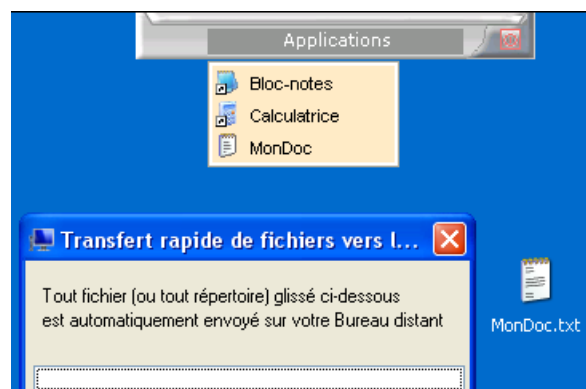 Applications
Bloc-notes
Calculatrice
MonDoc
Transfert rapide de fichiers vers l...
Tout fichier (ou tout répertoire) glissé ci-dessous
est automatiquement envoyé sur votre Bureau distant
MonDoc.txt